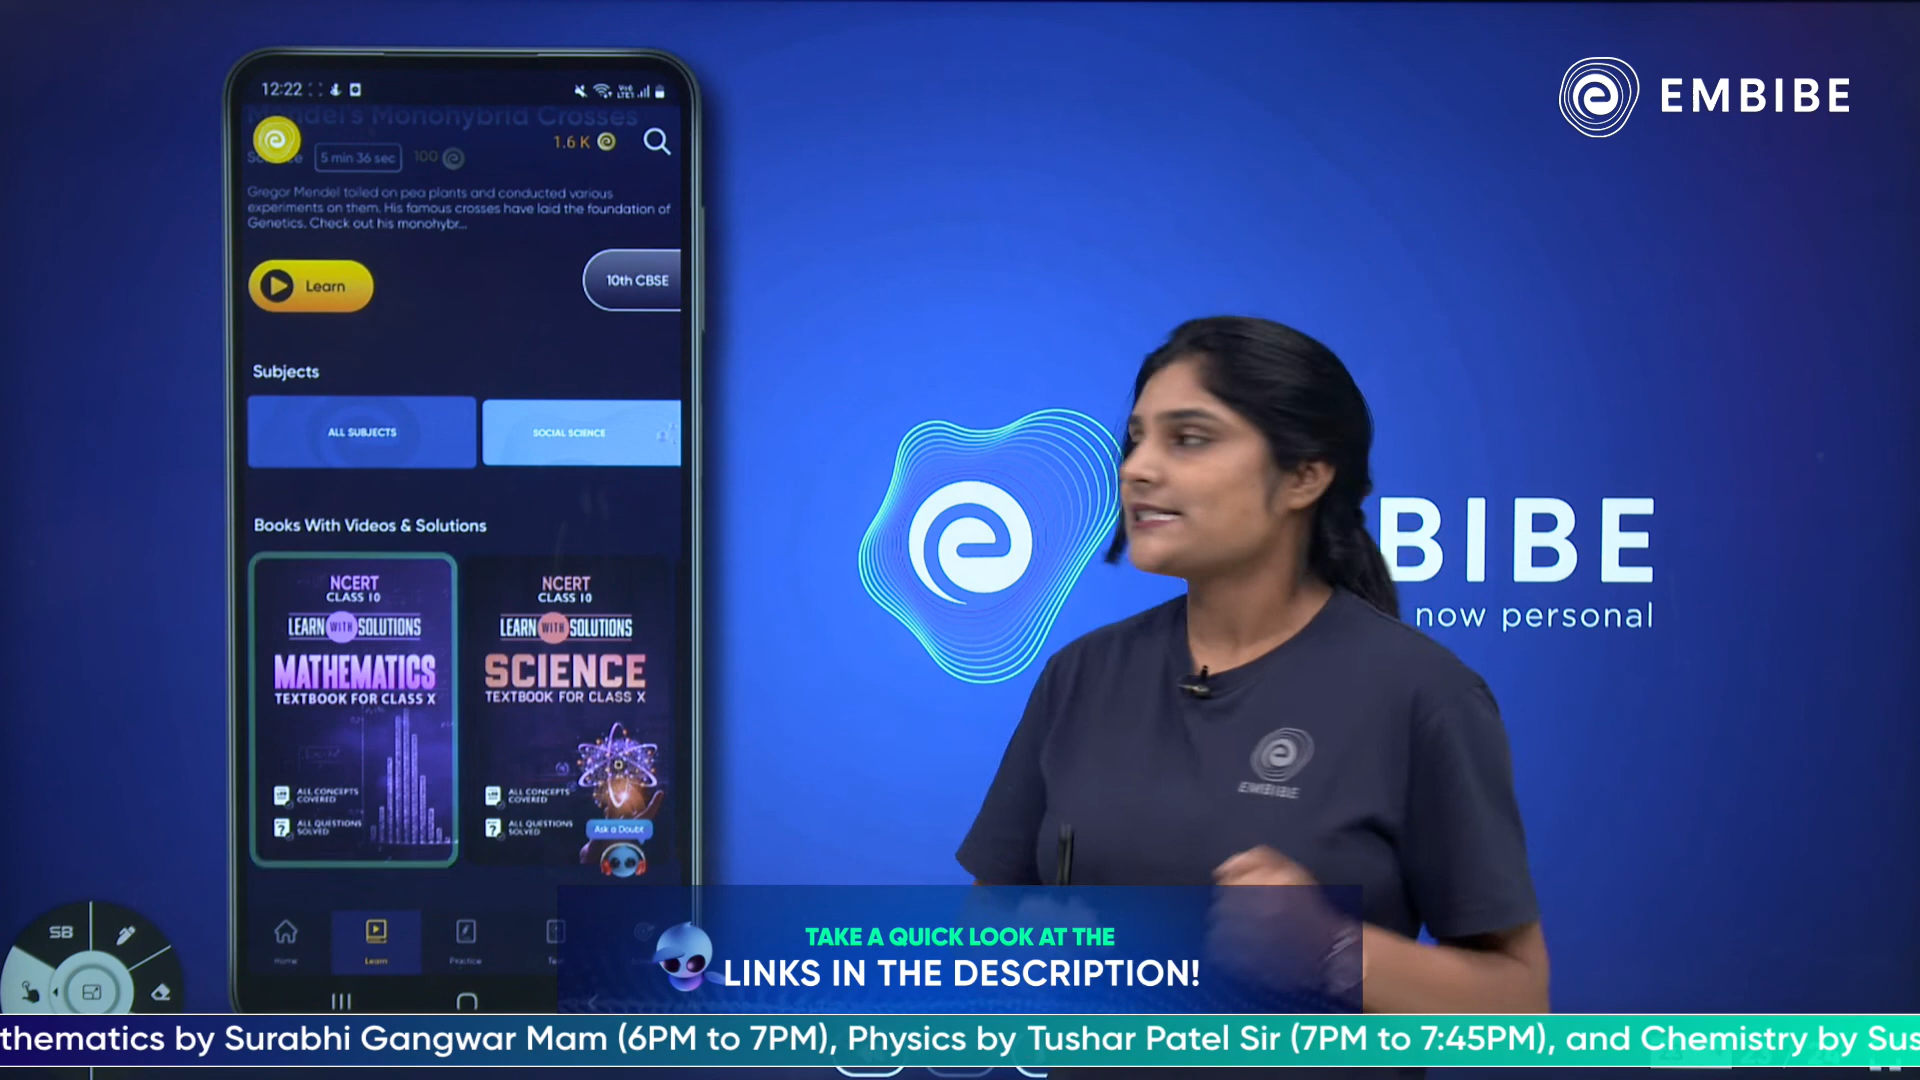 EMBIBE
12:22
Mendel's Monohybrid Crosses
1.6 K
Science
5 min 36 sec
100
Gregor Mendel toiled on pea plants and conducted various
experiments on them. His famous crosses have laid the foundation of
Genetics. Check out his monohybr...
Learn
10th CBSE
Subjects
ALL SUBJECTS
SOCIAL SCIENCE
Books With Videos & Solutions
NCERT
CLASS 10
LEARN WITH SOLUTIONS
MATHEMATICS
TEXTBOOK FOR CLASS X
ALL CONCEPTS
COVERED
ALL QUESTIONS
SOLVED
NCERT
CLASS 10
LEARN WITH SOLUTIONS
SCIENCE
TEXTBOOK FOR CLASS X
ALL CONCEPTS
COVERED
ALL QUESTIONS
SOLVED
Ask a Doubt
Home
Learn
Practice
BIBE
now personal
EMBIBE
SB
TAKE A QUICK LOOK AT THE
LINKS IN THE DESCRIPTION!
thematics by Surabhi Gangwar Mam (6PM to 7PM), Physics by Tushar Patel Sir (7PM to 7:45PM), and Chemistry by Sus